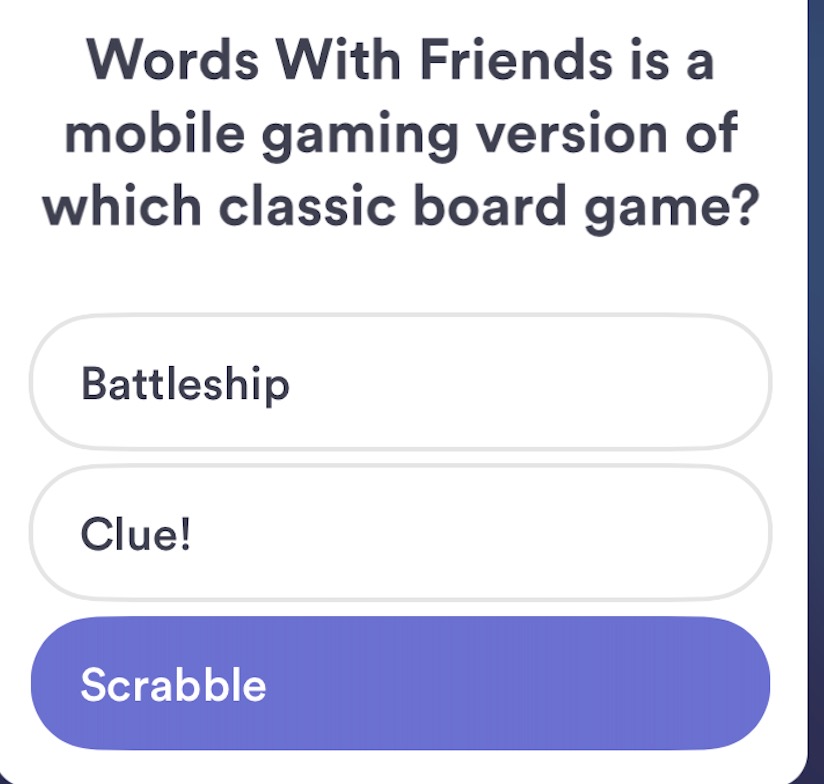 Words With Friends is a
mobile gaming version of
which classic board game?
Battleship
Clue!
Scrabble